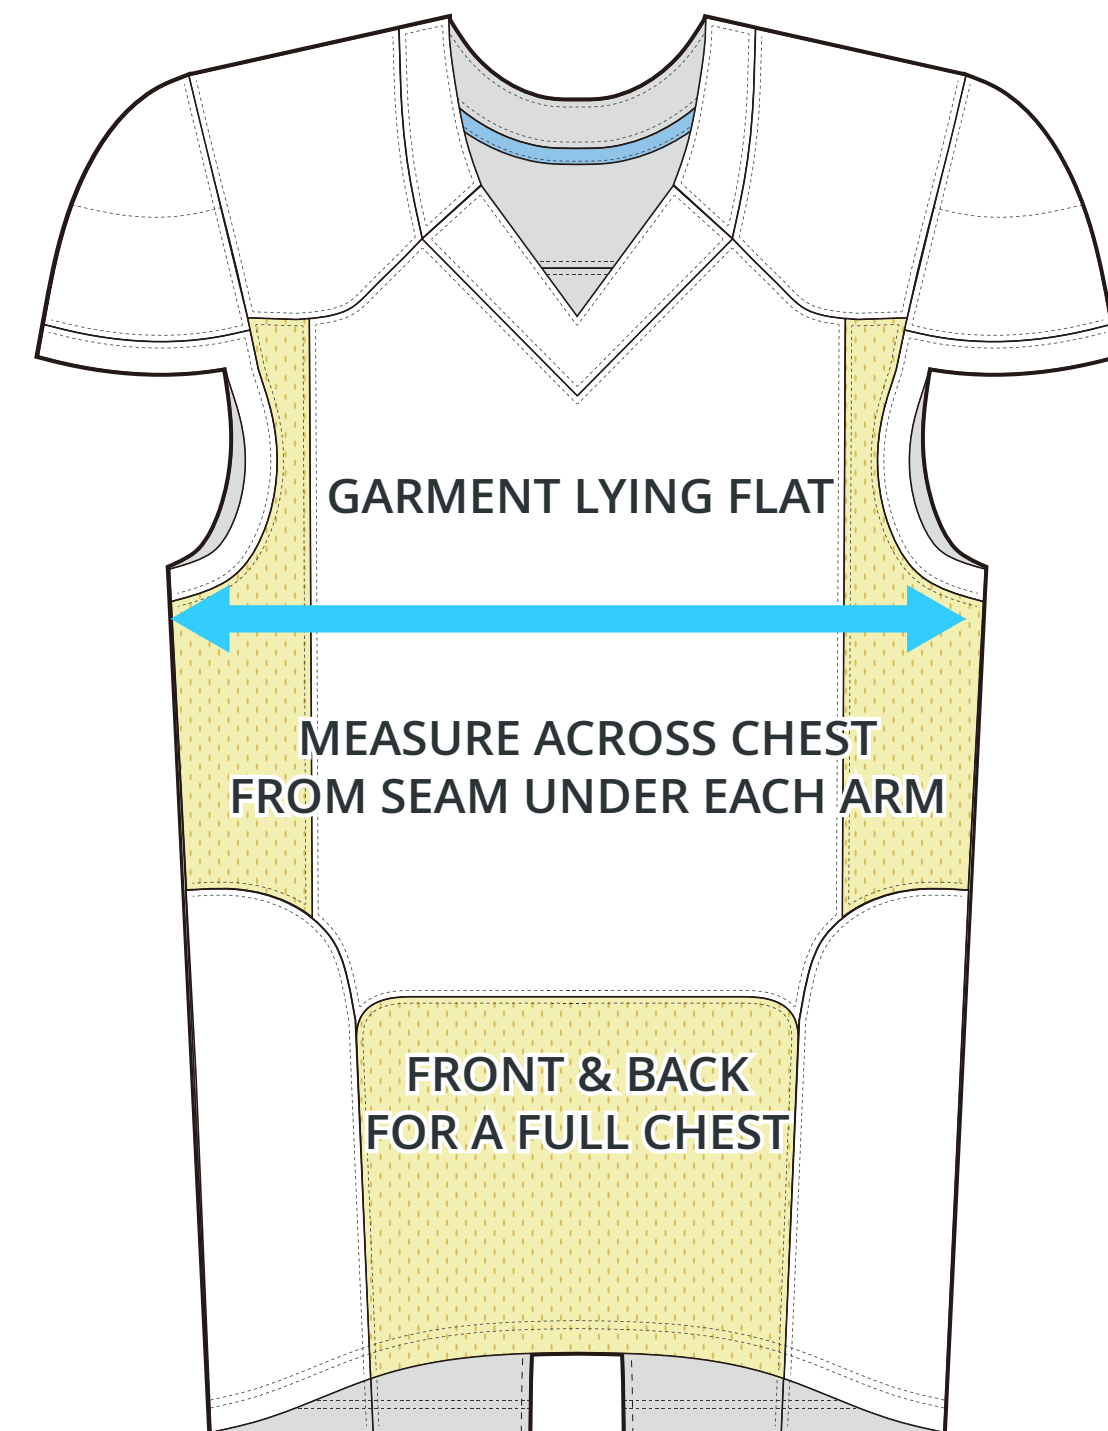 GARMENT LYING FLAT
MEASURE ACROSS CHEST
FROM SEAM UNDER EACH ARM
FRONT & BACK
FOR A FULL CHEST